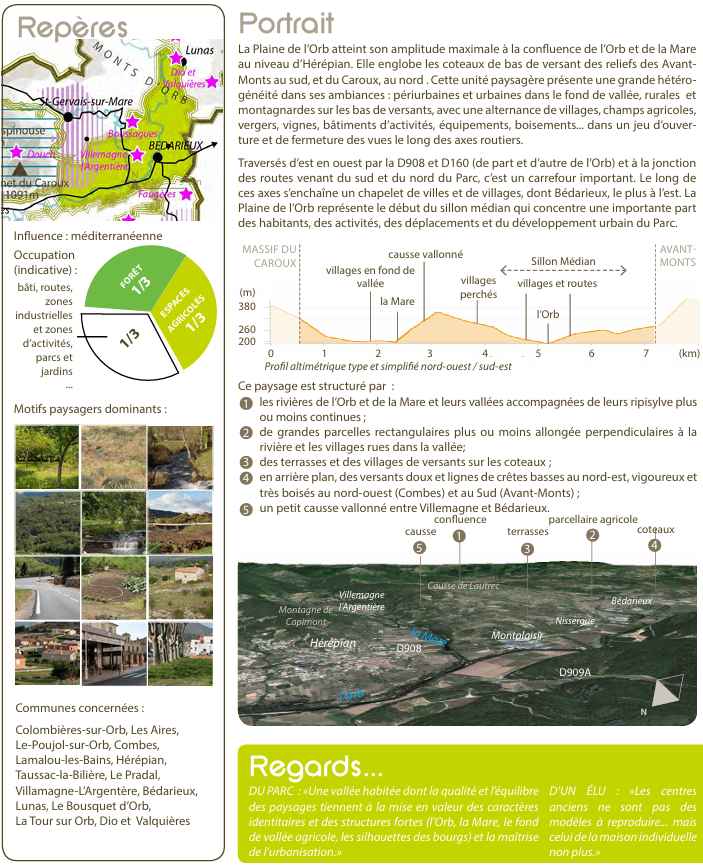 Repères
MONTS D'ORB
Lunas
Dio et
Valquières
St-Gervais-sur-Mare
Boussagues
spinouse
Douch
Villemagne
l'Argentière
BÉDARIEUX
net du Caroux
1091m
Faugères
Influence : méditerranéenne
Occupation
(indicative) :
bâti, routes,
zones
industrielles
et zones
d'activités,
parcs et
jardins
...
FORÊT
1/3
ESPACES
AGRICOLES
1/3
1/3
Motifs paysagers dominants :
Communes concernées :
Colombières-sur-Orb, Les Aires,
Le-Poujol-sur-Orb, Combes,
Lamalou-les-Bains, Hérépian,
Taussac-la-Bilière, Le Pradal,
Villamagne-L'Argentère, Bédarieux,
Lunas, Le Bousquet d'Orb,
La Tour sur Orb, Dio et Valquières
Portrait
La Plaine de l'Orb atteint son amplitude maximale à la confluence de l'Orb et de la Mare
au niveau d'Hérépian. Elle englobe les coteaux de bas de versant des reliefs des Avant-
Monts au sud, et du Caroux, au nord . Cette unité paysagère présente une grande hétéro-
généité dans ses ambiances : périurbaines et urbaines dans le fond de vallée, rurales et
montagnardes sur les bas de versants, avec une alternance de villages, champs agricoles,
vergers, vignes, bâtiments d'activités, équipements, boisements... dans un jeu d'ouver-
ture et de fermeture des vues le long des axes routiers.
Traversés d'est en ouest par la D908 et D160 (de part et d'autre de l'Orb) et à la jonction
des routes venant du sud et du nord du Parc, c'est un carrefour important. Le long de
ces axes s'enchaîne un chapelet de villes et de villages, dont Bédarieux, le plus à l'est. La
Plaine de l'Orb représente le début du sillon médian qui concentre une importante part
des habitants, des activités, des déplacements et du développement urbain du Parc.
MASSIF DU
CAROUX
causse vallonné
villages en fond de
vallée
la Mare
villages
perchés
Sillon Médian
villages et routes
l'Orb
AVANT-
MONTS
(m)
380
260
200
0 1 2 3 4 5 6 7 (km)
Profil altimétrique type et simplifié nord-ouest / sud-est
Ce paysage est structuré par :
1 les rivières de l'Orb et de la Mare et leurs vallées accompagnées de leurs ripisylve plus
ou moins continues ;
2 de grandes parcelles rectangulaires plus ou moins allongée perpendiculaires à la
rivière et les villages rues dans la vallée;
3 des terrasses et des villages de versants sur les coteaux ;
4 en arrière plan, des versants doux et lignes de crêtes basses au nord-est, vigoureux et
très boisés au nord-ouest (Combes) et au Sud (Avant-Monts) ;
5 un petit causse vallonné entre Villemagne et Bédarieux.
causse
5
confluence
1
terrasses
3
parcellaire agricole
2
coteaux
4
Causse de Lautrec
Villemagne
l'Argentière
Bédarieux
Montagne de
Capimont
Nissergue
Hérépian
la Mare
D908
Montplaisir
D909A
l'Orb
N
Regards...
DU PARC : «Une vallée habitée dont la qualité et l'équilibre
des paysages tiennent à la mise en valeur des caractères
identitaires et des structures fortes (l'Orb, la Mare, le fond
de vallée agricole, les silhouettes des bourgs) et la maîtrise
de l'urbanisation.»
D'UN ÉLU : «Les centres
anciens ne sont pas des
modèles à reproduire... mais
celui de la maison individuelle
non plus.»